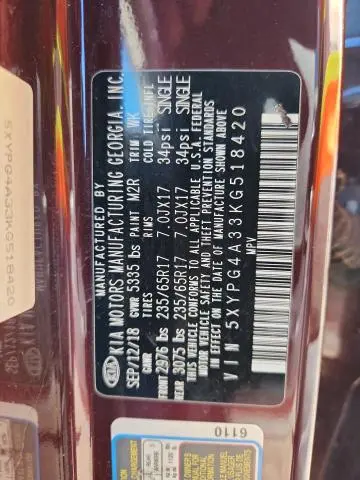 MANUFACTURED BY
KIA KIA MOTORS MANUFACTURING GEORGIA, INC.
SEP/12/18 GVWR 5335 lbs PAINT M2R TRIM WK
GAWR TIRES RIMS COLD TIRE INFL
FRONT 2976 lbs 235/65R17 7.0JX17 34psi SINGLE
REAR 3075 lbs 235/65R17 7.0JX17 34psi SINGLE
THIS VEHICLE CONFORMS TO ALL APPLICABLE U.S.A FEDERAL
MOTOR VEHICLE SAFETY AND THEFT PREVENTION STANDARDS
IN EFFECT ON THE DATE OF MANUFACTURE SHOWN ABOVE.
VIN 5XYPG4A33KG518420
MPV
5XYPG4A33KG518420
6110